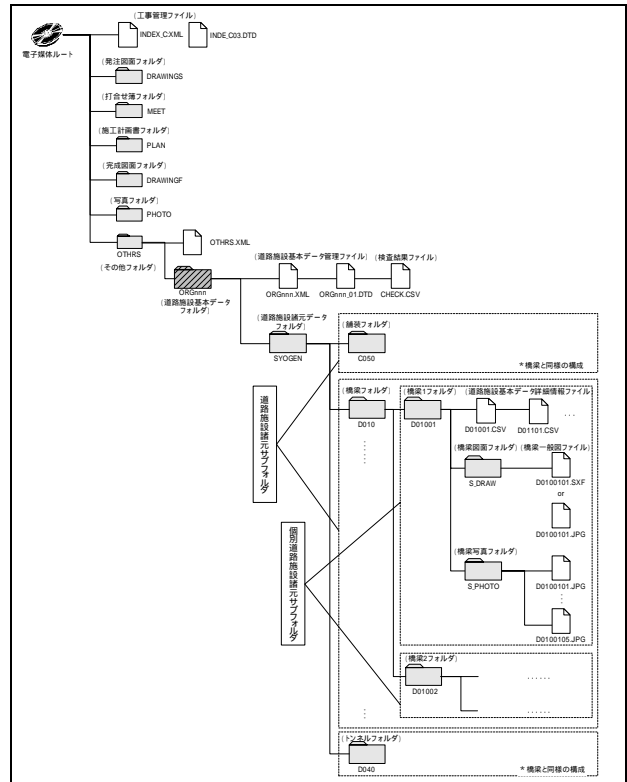 (工事管理ファイル)
INDEX_C.XML INDE_C03.DTD
電子媒体ルート
(発注図面フォルダ)
DRAWINGS
(打合せ簿フォルダ)
MEET
(施工計画書フォルダ)
PLAN
(完成図面フォルダ)
DRAWINGF
(写真フォルダ)
PHOTO
OTHRS
OTHRS.XML
(その他フォルダ)
(道路施設基本データ管理ファイル) (検査結果ファイル)
ORGnnn
ORGnnn.XML ORGnnn_01.DTD CHECK.CSV
(道路施設基本データ
フォルダ)
(道路施設諸元データ
フォルダ)
SYOGEN
(舗装フォルダ)
C050
*橋梁と同様の構成
道路施設諸元サブフォルダ
(橋梁フォルダ)
D010
(橋梁1フォルダ)
D01001
(道路施設基本データ詳細情報ファイル)
D01001.CSV D01101.CSV
...
(橋梁図面フォルダ) (橋梁一般図ファイル)
S_DRAW
D0100101.SXF
or
D0100101.JPG
個別道路施設諸元サブフォルダ
(橋梁写真フォルダ)
S_PHOTO
D0100101.JPG
D0100105.JPG
(橋梁2フォルダ)
D01002
......
......
(トンネルフォルダ)
D040
*橋梁と同様の構成